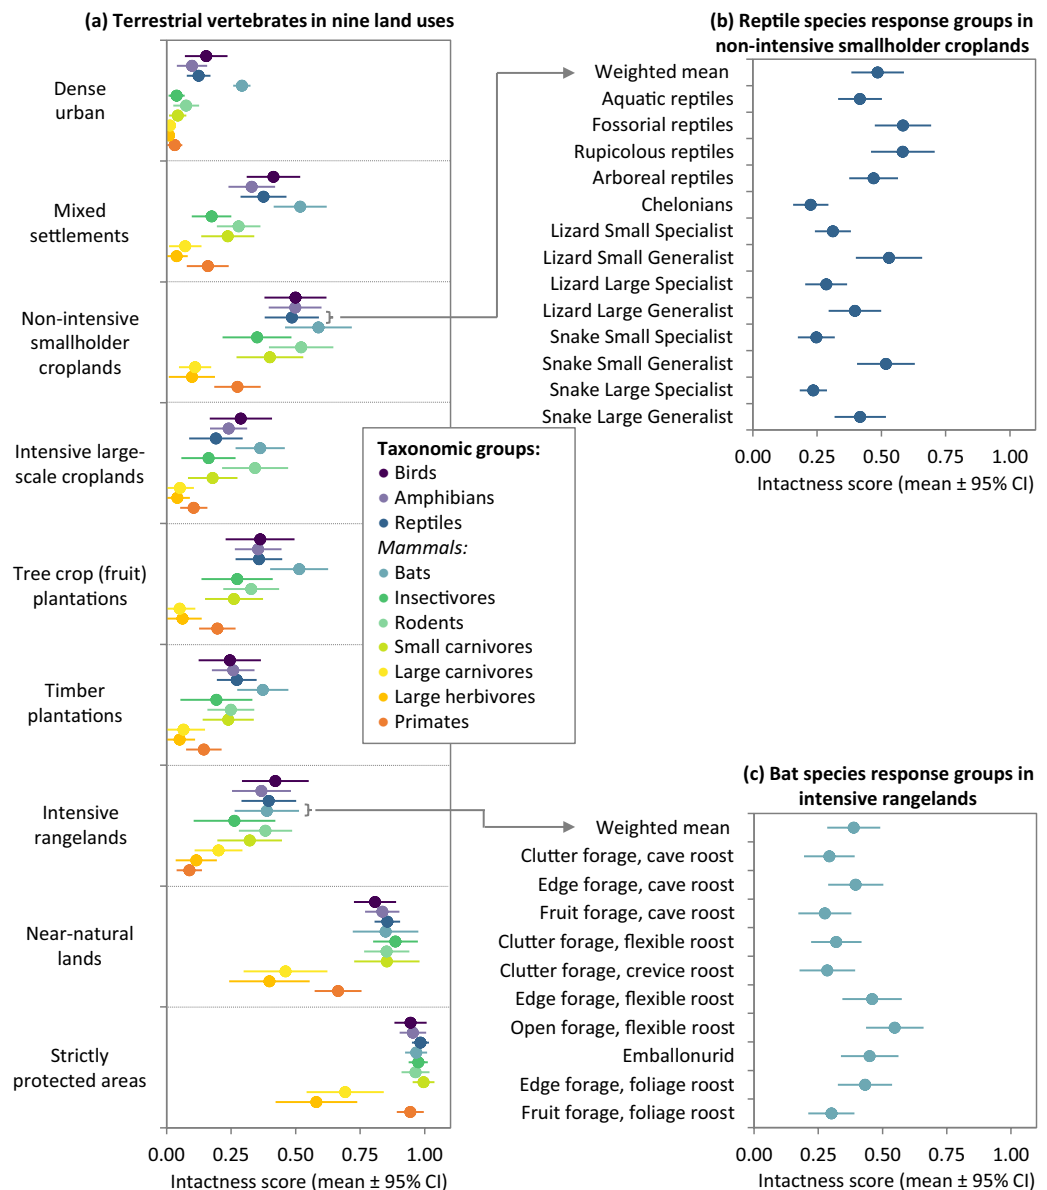 (a) Terrestrial vertebrates in nine land uses
Dense
urban
Mixed
settlements
Non-intensive
smallholder
croplands
Intensive large-
scale croplands
Tree crop (fruit)
plantations
Timber
plantations
Intensive
rangelands
Near-natural
lands
Strictly
protected areas
0.00 0.25 0.50 0.75 1.00
Intactness score (mean ± 95% CI)
Taxonomic groups:
Birds
Amphibians
Reptiles
Mammals:
Bats
Insectivores
Rodents
Small carnivores
Large carnivores
Large herbivores
Primates
(b) Reptile species response groups in
non-intensive smallholder croplands
Weighted mean
Aquatic reptiles
Fossorial reptiles
Rupicolous reptiles
Arboreal reptiles
Chelonians
Lizard Small Specialist
Lizard Small Generalist
Lizard Large Specialist
Lizard Large Generalist
Snake Small Specialist
Snake Small Generalist
Snake Large Specialist
Snake Large Generalist
0.00 0.25 0.50 0.75 1.00
Intactness score (mean ± 95% CI)
(c) Bat species response groups in
intensive rangelands
Weighted mean
Clutter forage, cave roost
Edge forage, cave roost
Fruit forage, cave roost
Clutter forage, flexible roost
Clutter forage, crevice roost
Edge forage, flexible roost
Open forage, flexible roost
Emballonurid
Edge forage, foliage roost
Fruit forage, foliage roost
0.00 0.25 0.50 0.75 1.00
Intactness score (mean ± 95% CI)